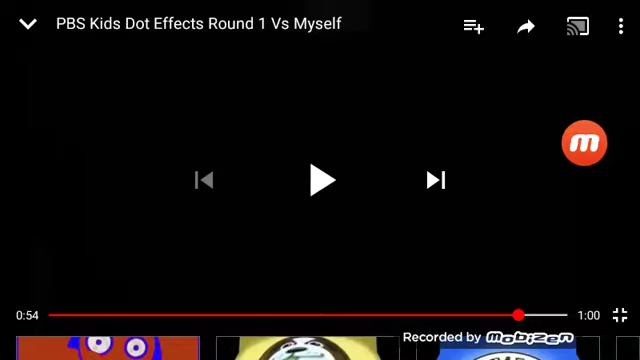 PBS Kids Dot Effects Round 1 Vs Myself
m
0:54
1:00
Recorded by mobizen